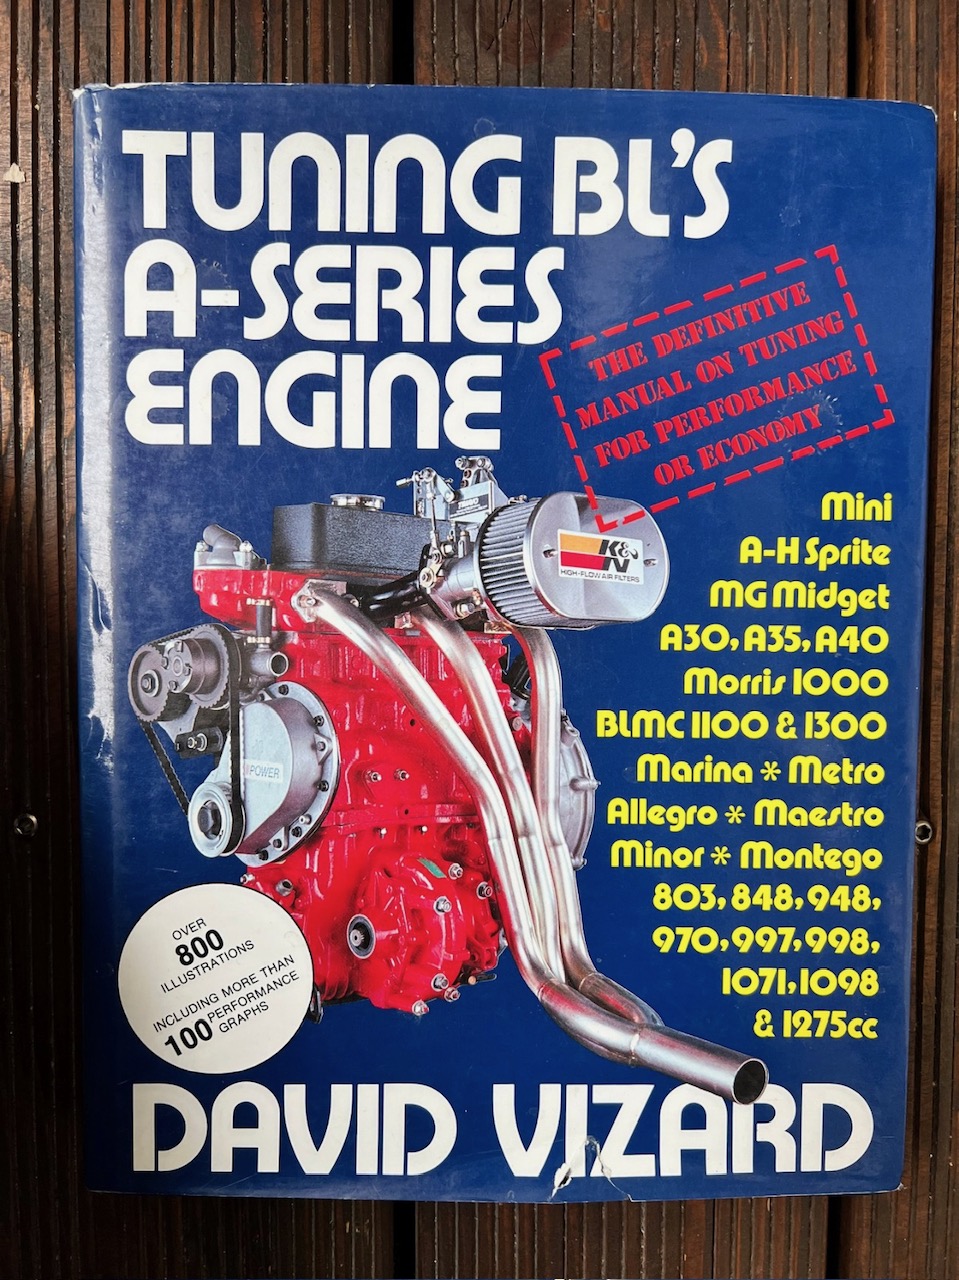 TUNING BL'S
A-SERIES
ENGINE
THE DEFINITIVE
MANUAL ON TUNING
FOR PERFORMANCE
OR ECONOMY
K&N
HIGH-FLOW AIR FILTERS
Mini
A-H Sprite
MG Midget
A30, A35, A40
Morris 1000
BLMC 1100 & 1300
Marina * Metro
Allegro * Maestro
Minor * Montego
803, 848, 948,
970, 997, 998,
1071, 1098
& 1275cc
POWER
OVER
800
ILLUSTRATIONS
INCLUDING MORE THAN
100 PERFORMANCE
GRAPHS
DAVID VIZARD